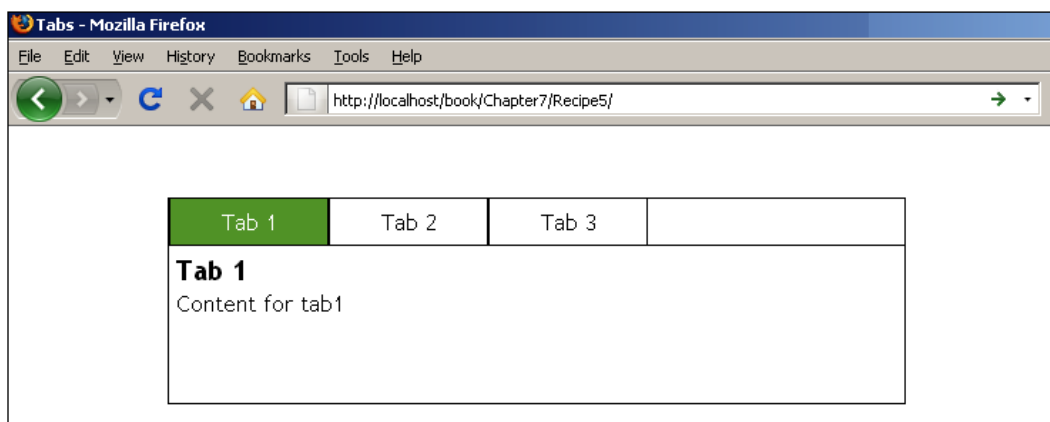 Tabs - Mozilla Firefox
File Edit View History Bookmarks Tools Help
http://localhost/book/Chapter7/Recipe5/
Tab 1 Tab 2 Tab 3
Tab 1
Content for tab1